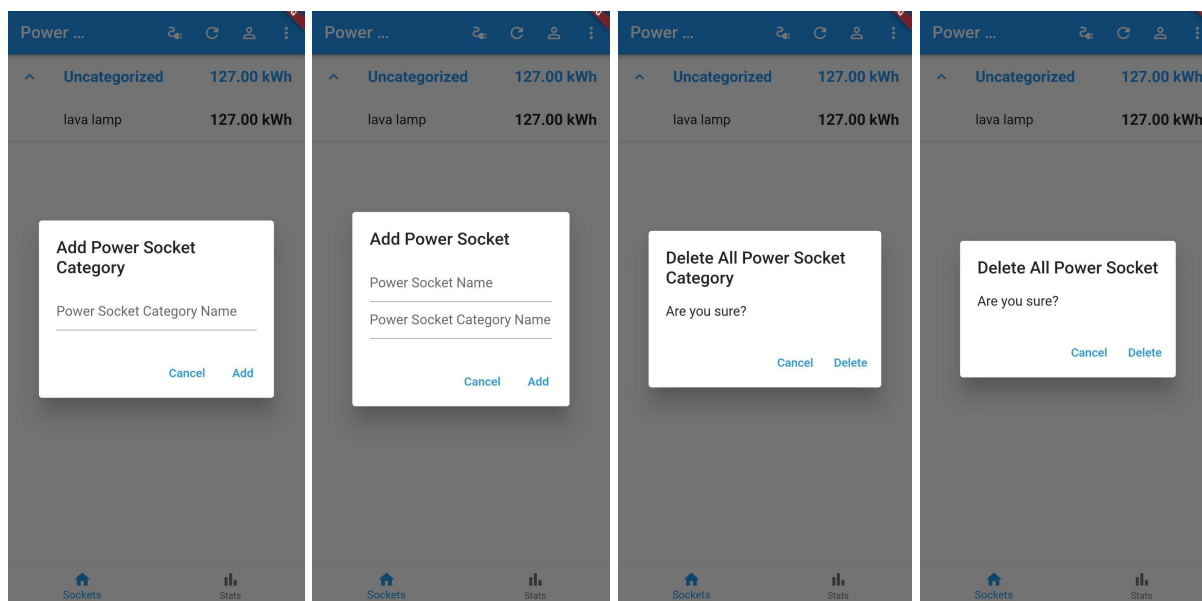 Power ...
Uncategorized 127.00 kWh
lava lamp 127.00 kWh
Add Power Socket
Category
Power Socket Category Name
Cancel Add
Sockets Stats
Power ...
Uncategorized 127.00 kWh
lava lamp 127.00 kWh
Add Power Socket
Power Socket Name
Power Socket Category Name
Cancel Add
Sockets Stats
Power ...
Uncategorized 127.00 kWh
lava lamp 127.00 kWh
Delete All Power Socket
Category
Are you sure?
Cancel Delete
Sockets Stats
Power ...
Uncategorized 127.00 kWh
lava lamp 127.00 kWh
Delete All Power Socket
Are you sure?
Cancel Delete
Sockets Stats